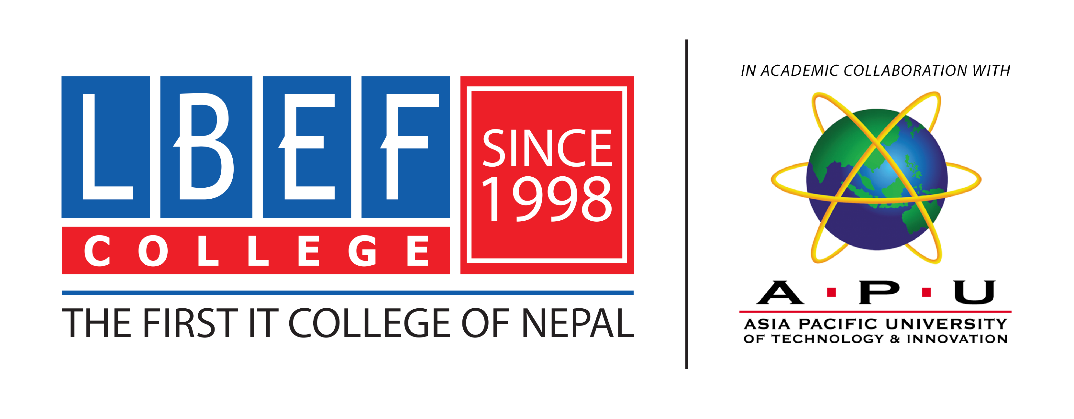 LBEF
COLLEGE
SINCE
1998
THE FIRST IT COLLEGE OF NEPAL
IN ACADEMIC COLLABORATION WITH
A·P·U
ASIA PACIFIC UNIVERSITY
OF TECHNOLOGY & INNOVATION